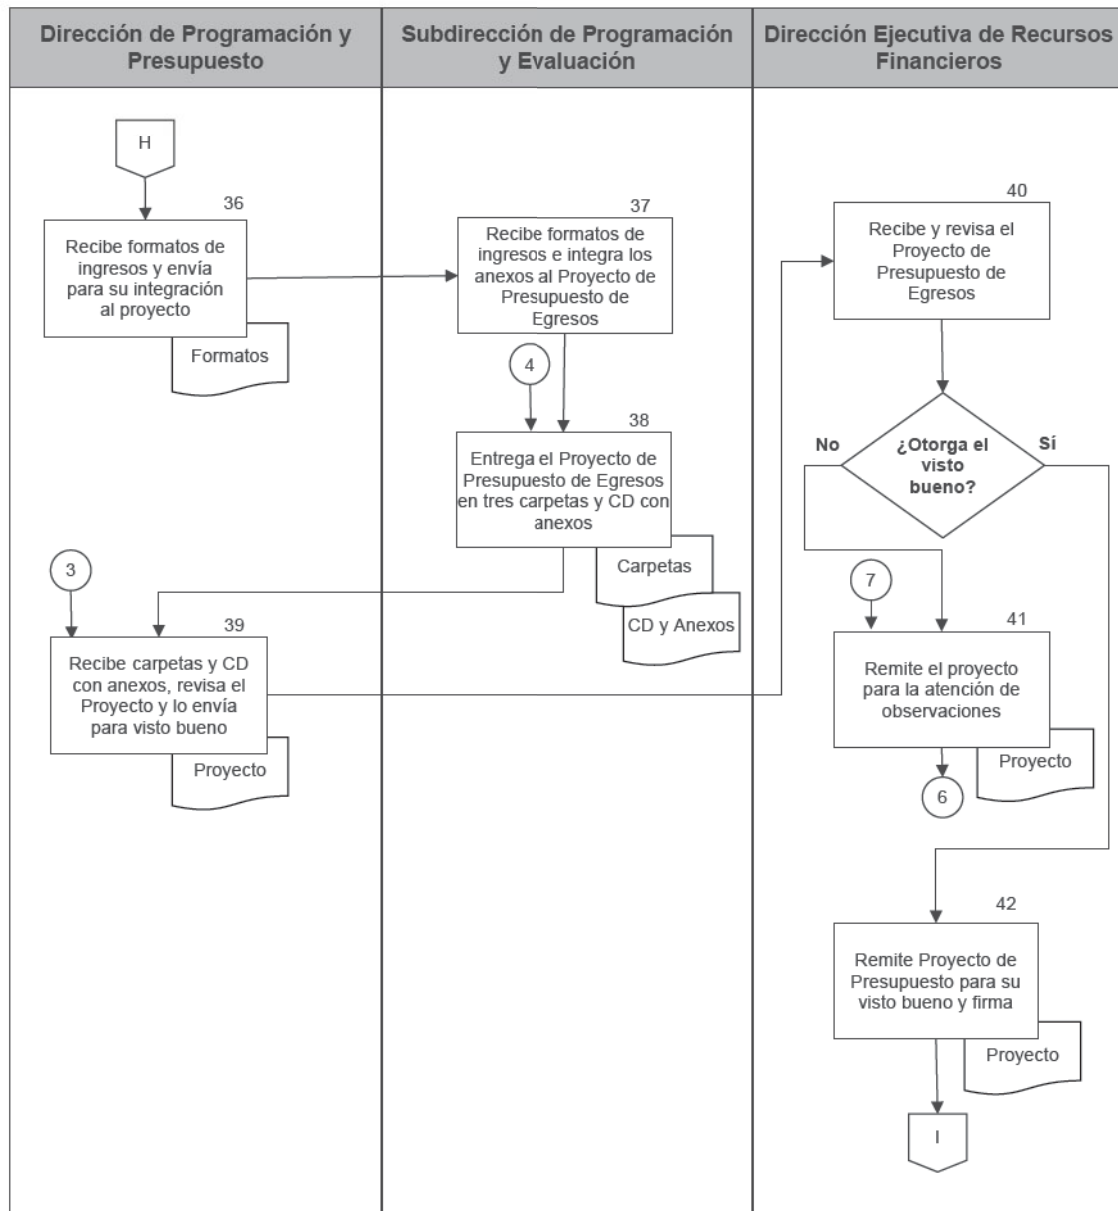 Dirección de Programación y
Presupuesto
Subdirección de Programación
y Evaluación
Dirección Ejecutiva de Recursos
Financieros
H
36
Recibe formatos de
ingresos y envía
para su integración
al proyecto
Formatos
37
Recibe formatos de
ingresos e integra los
anexos al Proyecto de
Presupuesto de
Egresos
4
38
Entrega el Proyecto de
Presupuesto de Egresos
en tres carpetas y CD con
anexos
Carpetas
CD y Anexos
3
39
Recibe carpetas y CD
con anexos, revisa el
Proyecto y lo envía
para visto bueno
Proyecto
40
Recibe y revisa el
Proyecto de
Presupuesto de
Egresos
No
¿Otorga el
visto
bueno?
Sí
7
41
Remite el proyecto
para la atención de
observaciones
Proyecto
6
42
Remite Proyecto de
Presupuesto para su
visto bueno y firma
Proyecto
I